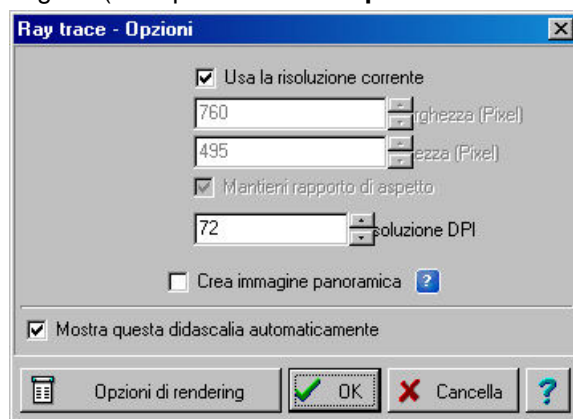 Ray trace - Opzioni
Usa la risoluzione corrente
760 rghezza (Pixel)
495 ezza (Pixel)
Mantieni rapporto di aspetto
72 soluzione DPI
Crea immagine panoramica ?
Mostra questa didascalia automaticamente
Opzioni di rendering OK Cancella ?